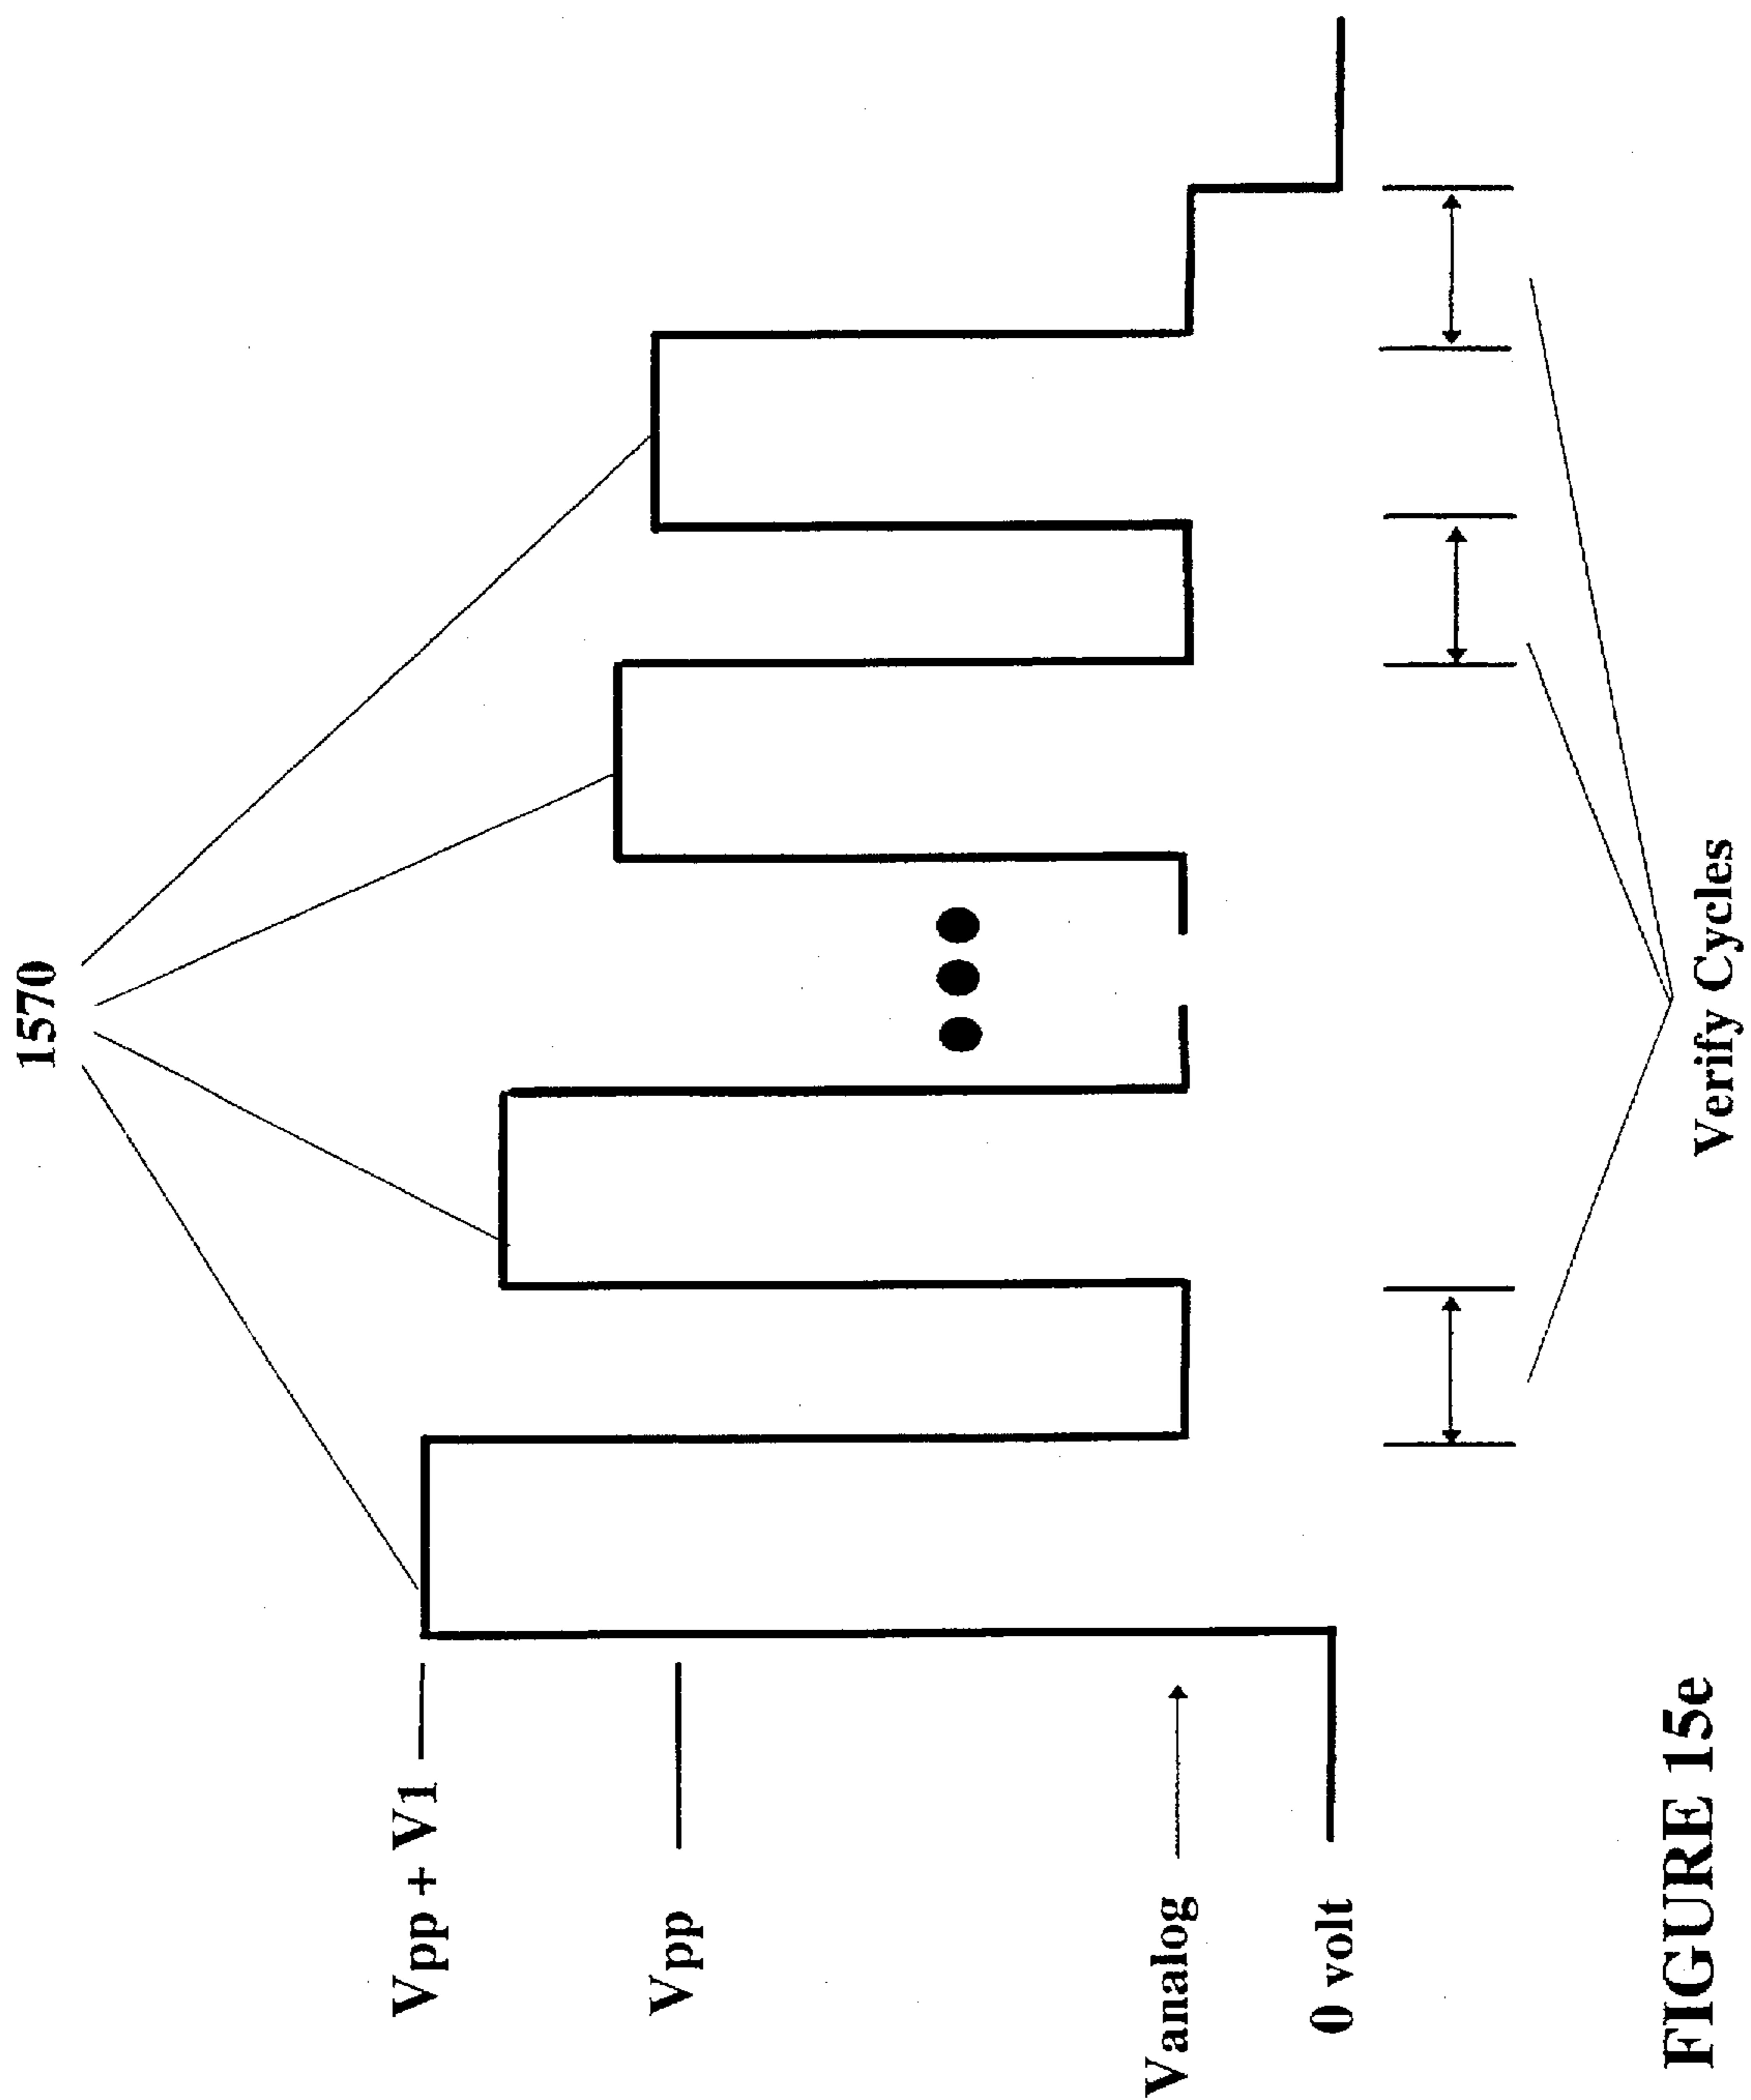 1570
Vpp + V1
Vpp
Vanalog
0 volt
Verify Cycles
FIGURE 15e